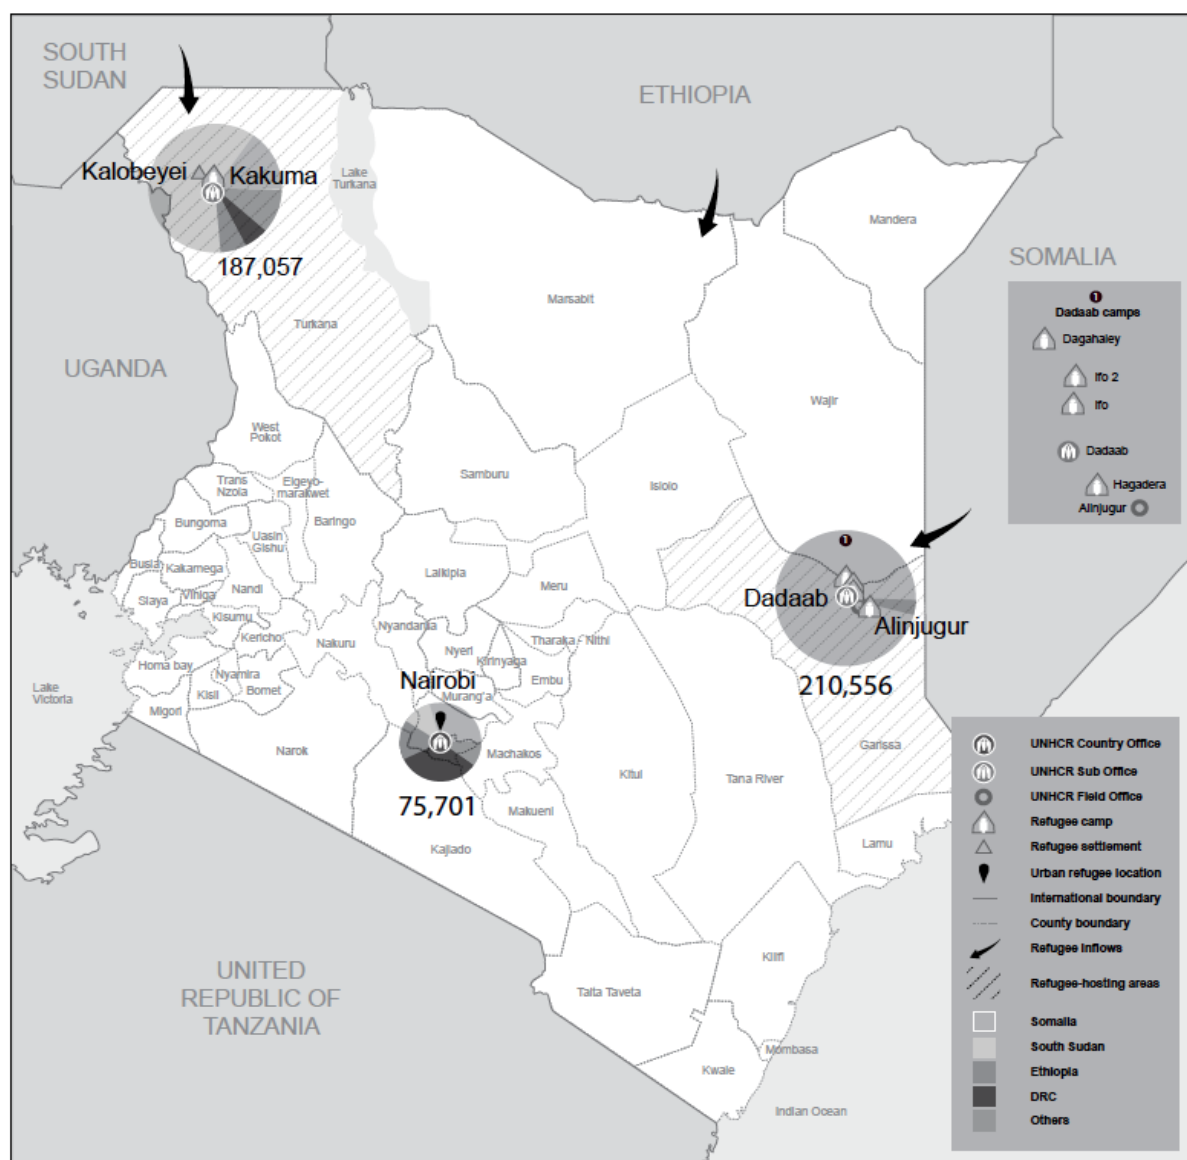 SOUTH
SUDAN
ETHIOPIA
Kalobeyei
Kakuma
Lake
Turkana
Mandera
187,057
SOMALIA
1
Dadaab camps
Dagahaley
Ifo 2
Ifo
Dadaab
Hagadera
Alinjugur
Marsabit
Turkana
UGANDA
Wajir
West
Pokot
Trans
Nzoia
Elgeyo-
marakwet
Samburu
Isiolo
Bungoma
Uasin
Gishu
Baringo
1
Busia
Kakamega
Laikipia
Meru
Siaya
Vihiga
Nandi
Dadaab
Kisumu
Nyandaria
Alinjugur
Kericho
Nakuru
Nyeri
Tharaka - Nithi
Kirinyaga
Homa bay
Nyamira
Embu
Nairobi
Murang'a
210,556
Lake
Victoria
Kisii
Bomet
Migori
Narok
Machakos
Garissa
Kitui
Tana River
75,701
Makueni
Kajiado
Lamu
UNHCR Country Office
UNHCR Sub Office
UNHCR Field Office
Refugee camp
Refugee settlement
Urban refugee location
International boundary
County boundary
Refugee Inflows
Refugee-hosting areas
Somalia
South Sudan
Ethiopia
DRC
Others
UNITED
REPUBLIC OF
TANZANIA
Kilifi
Taita Taveta
Mombasa
Kwale
Indian Ocean